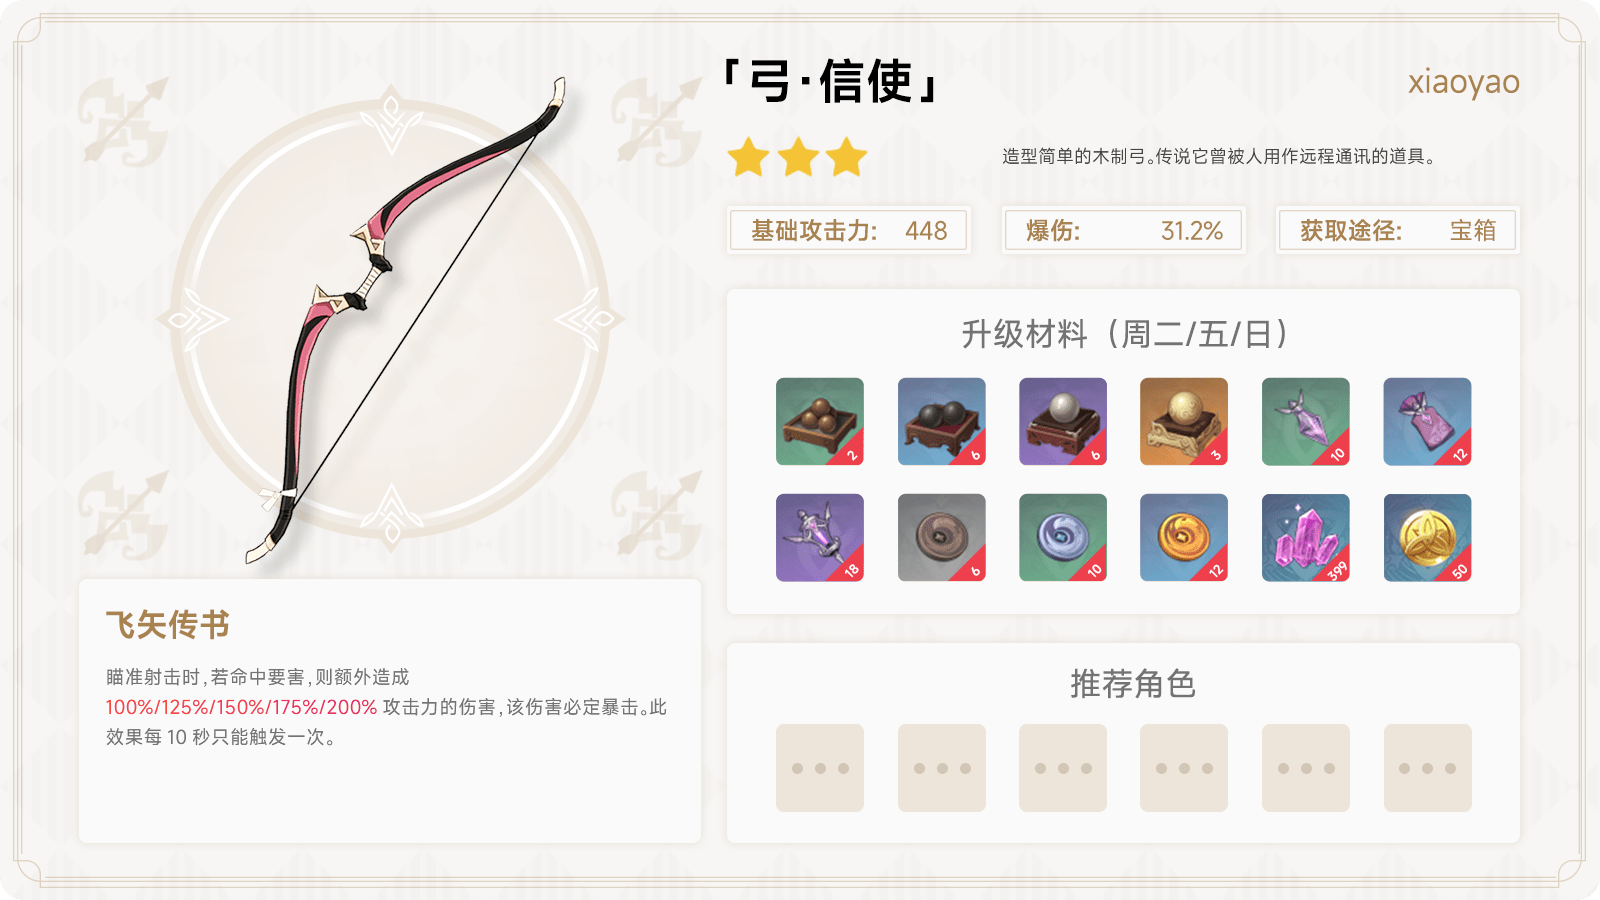 「弓·信使」
xiaoyao
造型简单的木制弓。传说它曾被人用作远程通讯的道具。
基础攻击力: 448
爆伤: 31.2%
获取途径: 宝箱
升级材料（周二/五/日）
2 6 6 3 10 12
18 6 10 12 399 50
飞矢传书
瞄准射击时,若命中要害,则额外造成
100%/125%/150%/175%/200% 攻击力的伤害,该伤害必定暴击。此
效果每 10 秒只能触发一次。
推荐角色